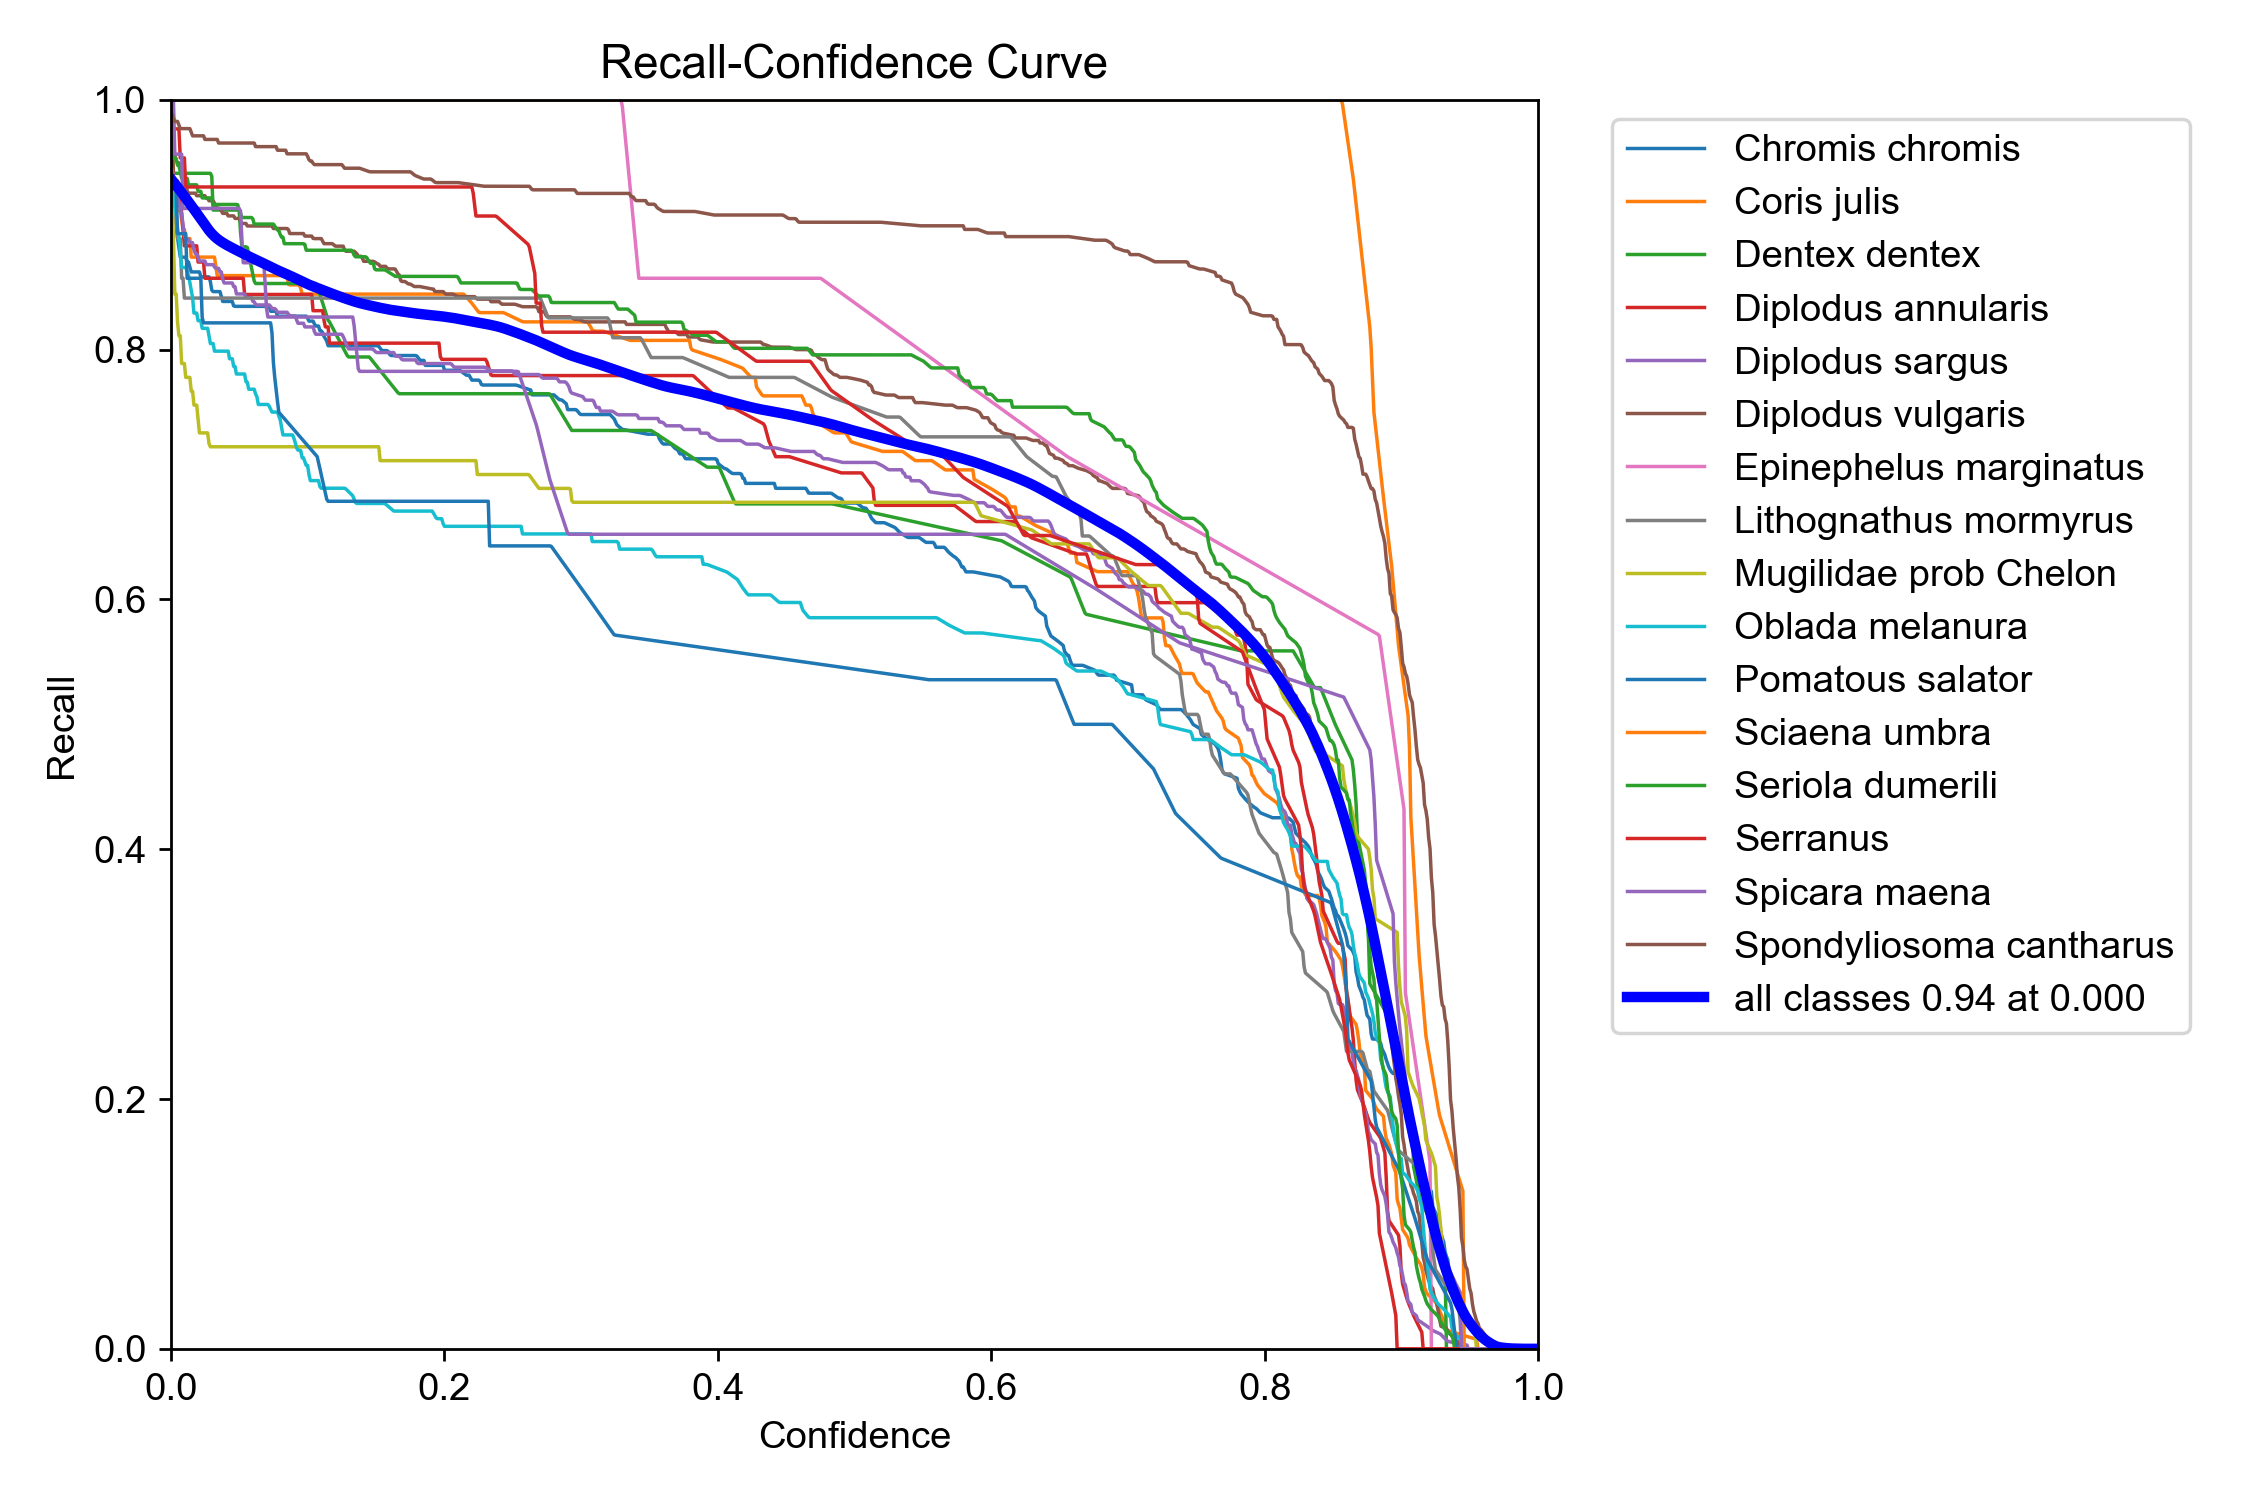 Recall-Confidence Curve
1.0
0.8
0.6
0.4
0.2
0.0
Recall
0.0 0.2 0.4 0.6 0.8 1.0
Confidence
Chromis chromis
Coris julis
Dentex dentex
Diplodus annularis
Diplodus sargus
Diplodus vulgaris
Epinephelus marginatus
Lithognathus mormyrus
Mugilidae prob Chelon
Oblada melanura
Pomatous salator
Sciaena umbra
Seriola dumerili
Serranus
Spicara maena
Spondyliosoma cantharus
all classes 0.94 at 0.000